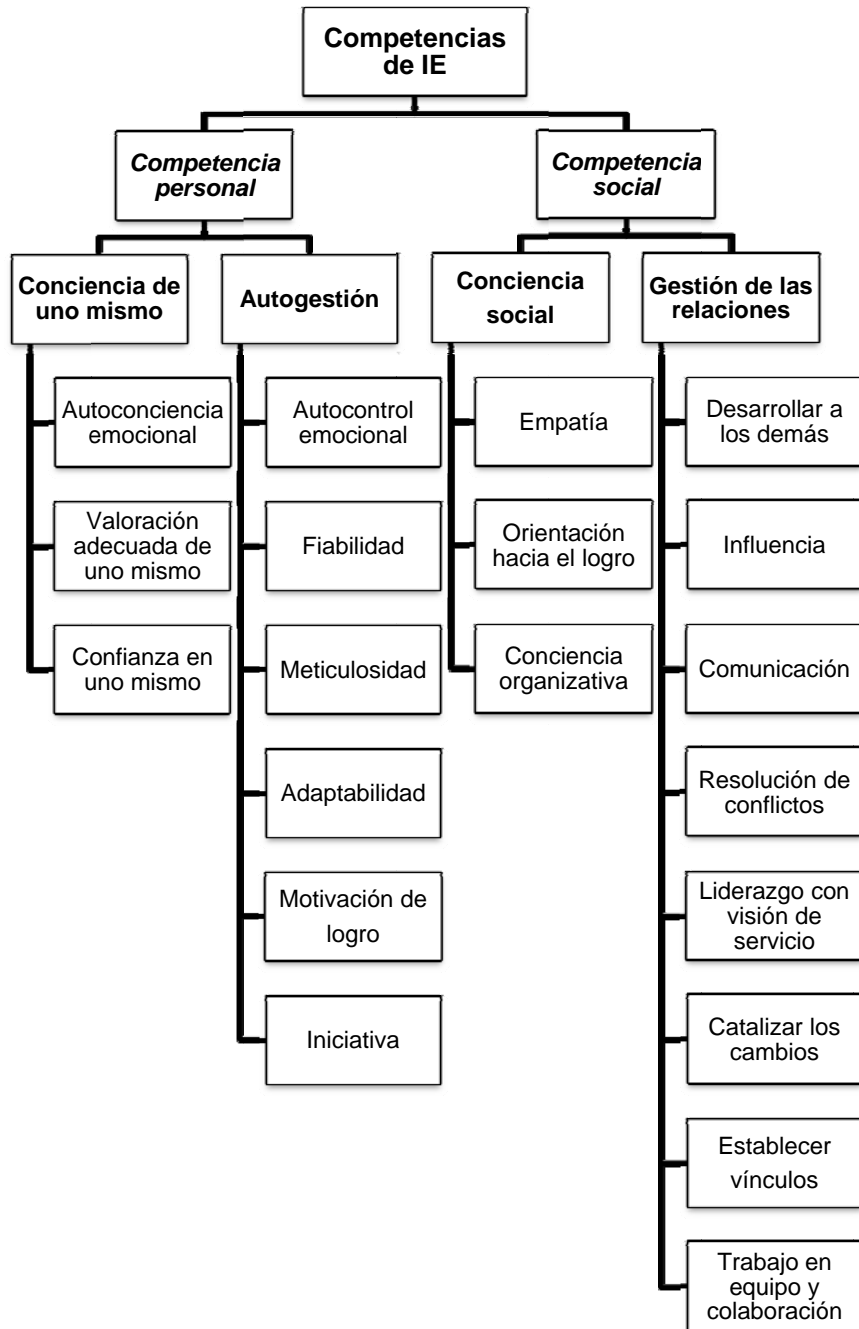 Competencias
de IE
Competencia
personal
Competencia
social
Conciencia de
uno mismo
Autogestión
Conciencia
social
Gestión de las
relaciones
Autoconciencia
emocional
Autocontrol
emocional
Empatía
Desarrollar a
los demás
Valoración
adecuada de
uno mismo
Fiabilidad
Orientación
hacia el logro
Influencia
Confianza en
uno mismo
Meticulosidad
Conciencia
organizativa
Comunicación
Adaptabilidad
Resolución de
conflictos
Motivación de
logro
Liderazgo con
visión de
servicio
Iniciativa
Catalizar los
cambios
Establecer
vínculos
Trabajo en
equipo y
colaboración